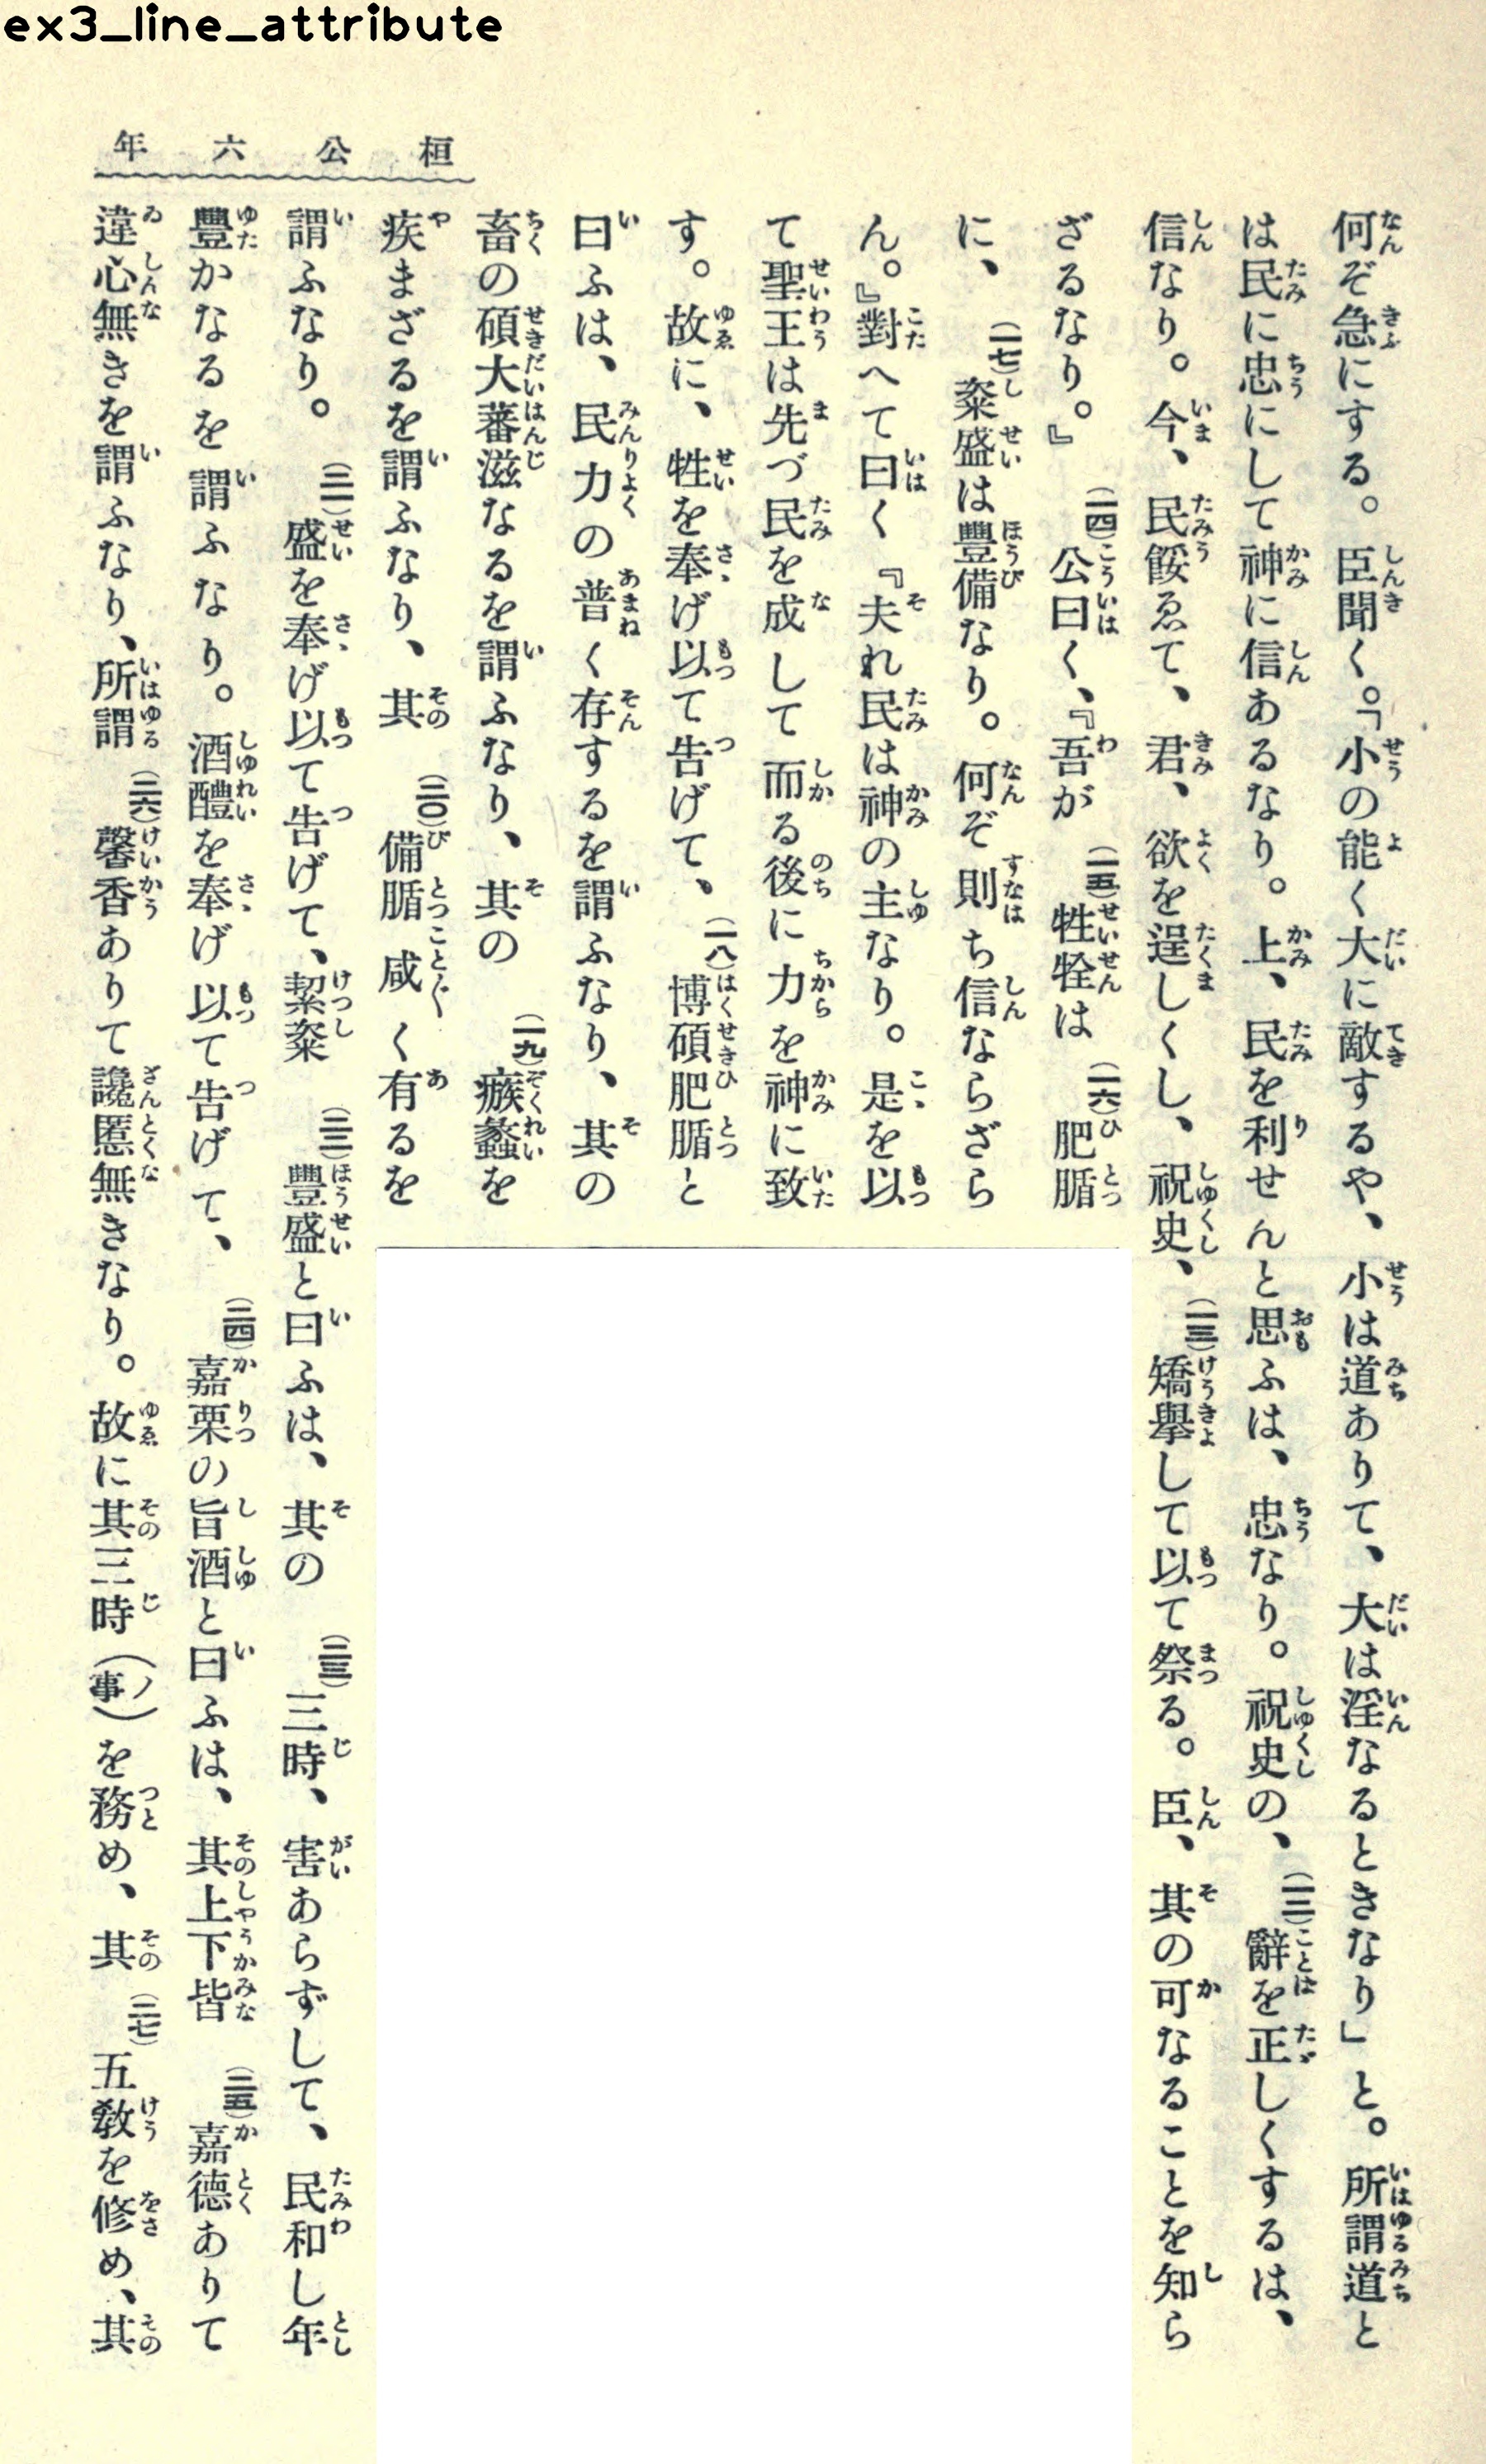 ex3_line_attribute
桓公六年
何ぞ急にする。臣聞く。「小の能く大に敵するや、小は道ありて、大は淫なるときなり」と。所謂道と
は民に忠にして神に信あるなり。上、民を利せんと思ふは、忠なり。祝史の、(一二)辭を正しくするは、
信なり。今、民餒ゑて、君、欲を逞しくし、祝史、(一三)矯擧して以て祭る。臣、其の可なることを知ら
ざるなり。』(一四)公曰く、『吾が(一五)牲牷は(一六)肥腯
に、(一七)粢盛は豐備なり。何ぞ則ち信ならざら
ん。』對へて曰く『夫れ民は神の主なり。是を以
て聖王は先づ民を成して而る後に力を神に致
す。故に、牲を奉げ以て告げて、(一八)博碩肥腯と
曰ふは、民力の普く存するを謂ふなり、其の
畜の碩大蕃滋なるを謂ふなり、其の(一九)瘯蠡を
疾まざるを謂ふなり、其(二〇)備腯咸く有るを
謂ふなり。(二一)盛を奉げ以て告げて、絜粢(二二)豐盛と曰ふは、其の(二三)三時、害あらずして、民和し年
豐かなるを謂ふなり。酒醴を奉げ以て告げて、(二四)嘉栗の旨酒と曰ふは、其上下皆(二五)嘉德ありて
違心無きを謂ふなり、所謂(二六)馨香ありて讒慝無きなり。故に其三時(ノ事)を務め、其(二七)五敎を修め、其